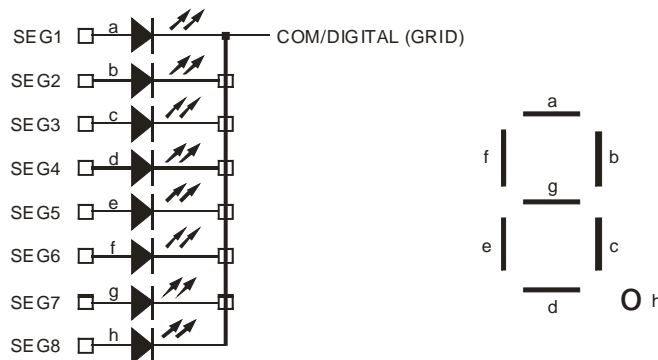 SEG1 a COM/DIGITAL (GRID)
SEG2 b
SEG3 c
SEG4 d
SEG5 e
SEG6 f
SEG7 g
SEG8 h
a
f b
g
e c
d
h